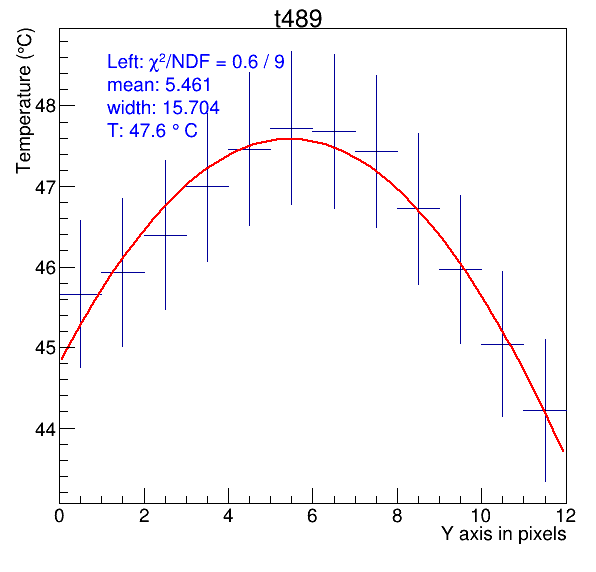 t489
Temperature (°C)
Left: χ²/NDF = 0.6 / 9
mean: 5.461
width: 15.704
T: 47.6 ° C
48
47
46
45
44
0 2 4 6 8 10 12
Y axis in pixels